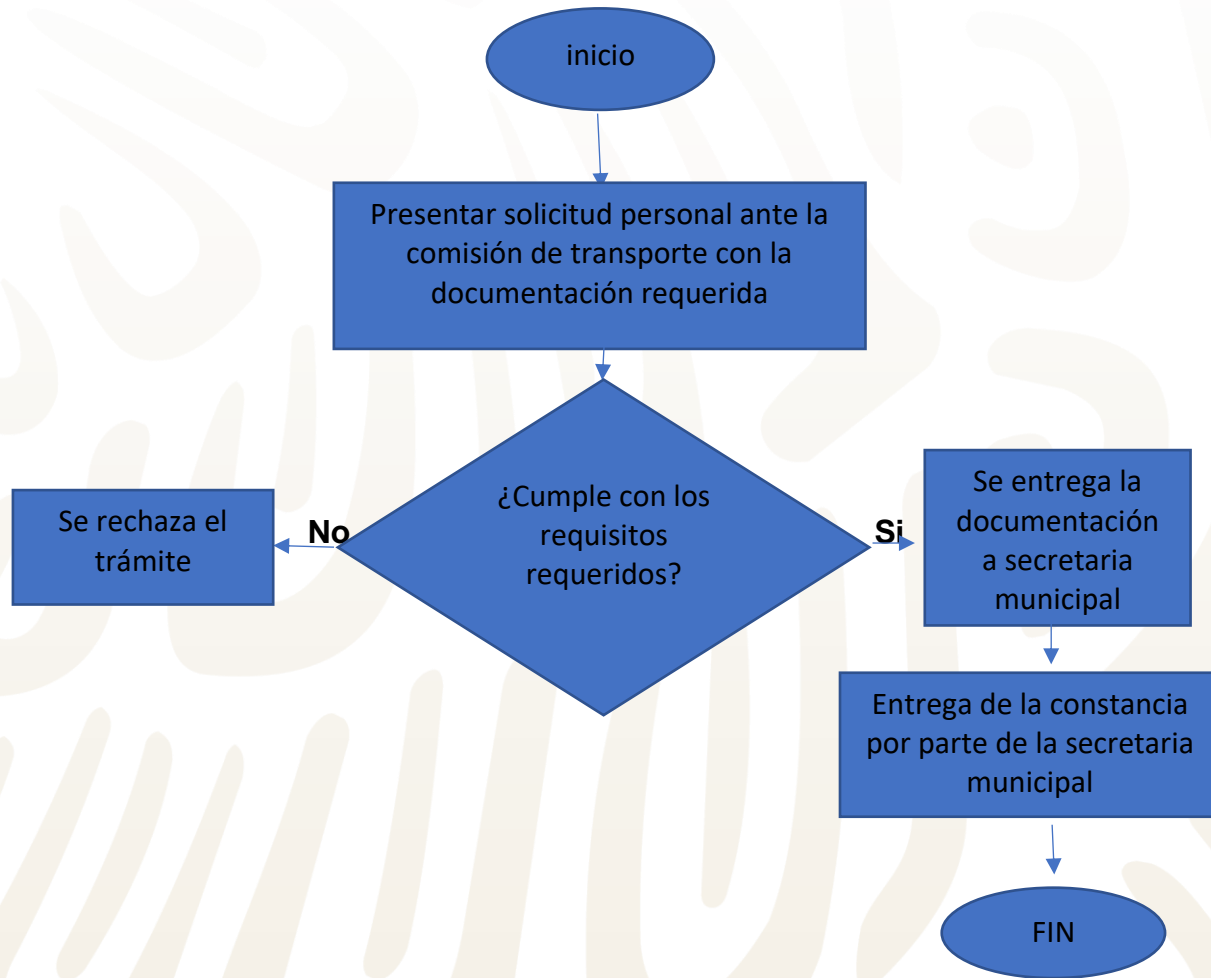 inicio
Presentar solicitud personal ante la
comisión de transporte con la
documentación requerida
¿Cumple con los
requisitos
requeridos?
No
Se rechaza el
trámite
Si
Se entrega la
documentación
a secretaria
municipal
Entrega de la constancia
por parte de la secretaria
municipal
FIN